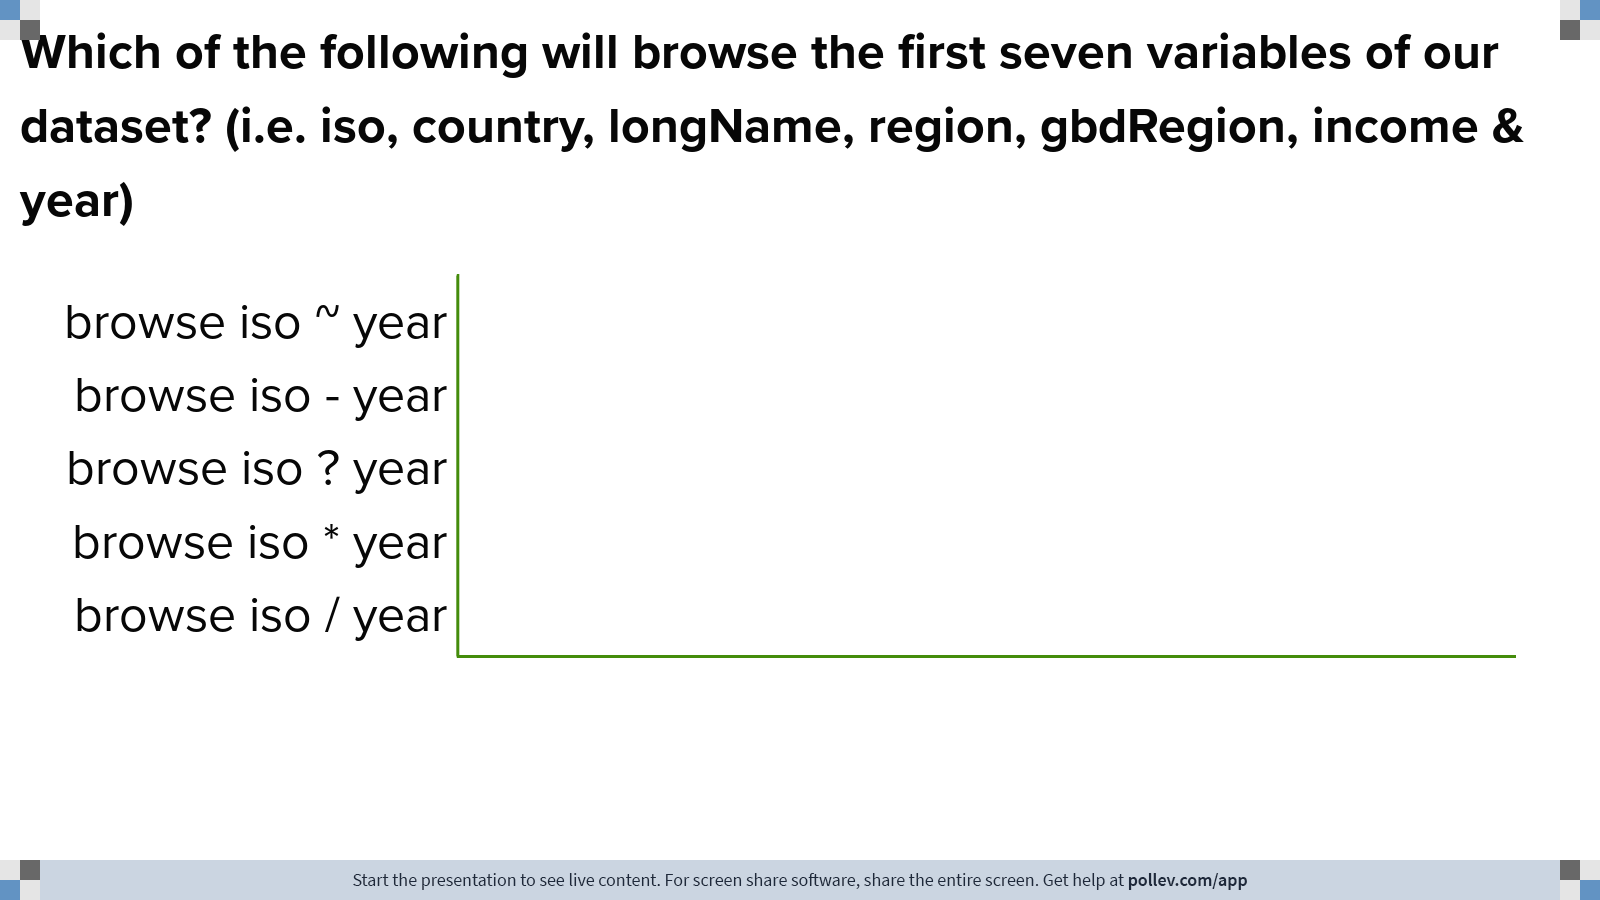 Which of the following will browse the first seven variables of our
dataset? (i.e. iso, country, longName, region, gbdRegion, income &
year)
browse iso ~ year
browse iso - year
browse iso ? year
browse iso * year
browse iso / year
Start the presentation to see live content. For screen share software, share the entire screen. Get help at pollev.com/app